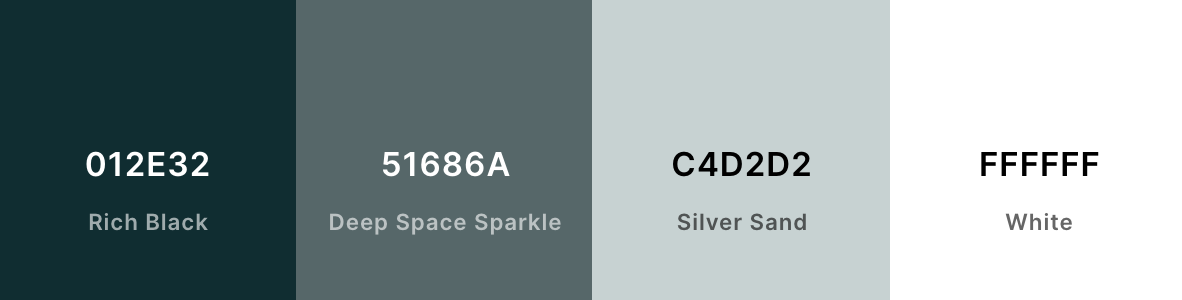 012E32
Rich Black
51686A
Deep Space Sparkle
C4D2D2
Silver Sand
FFFFFF
White